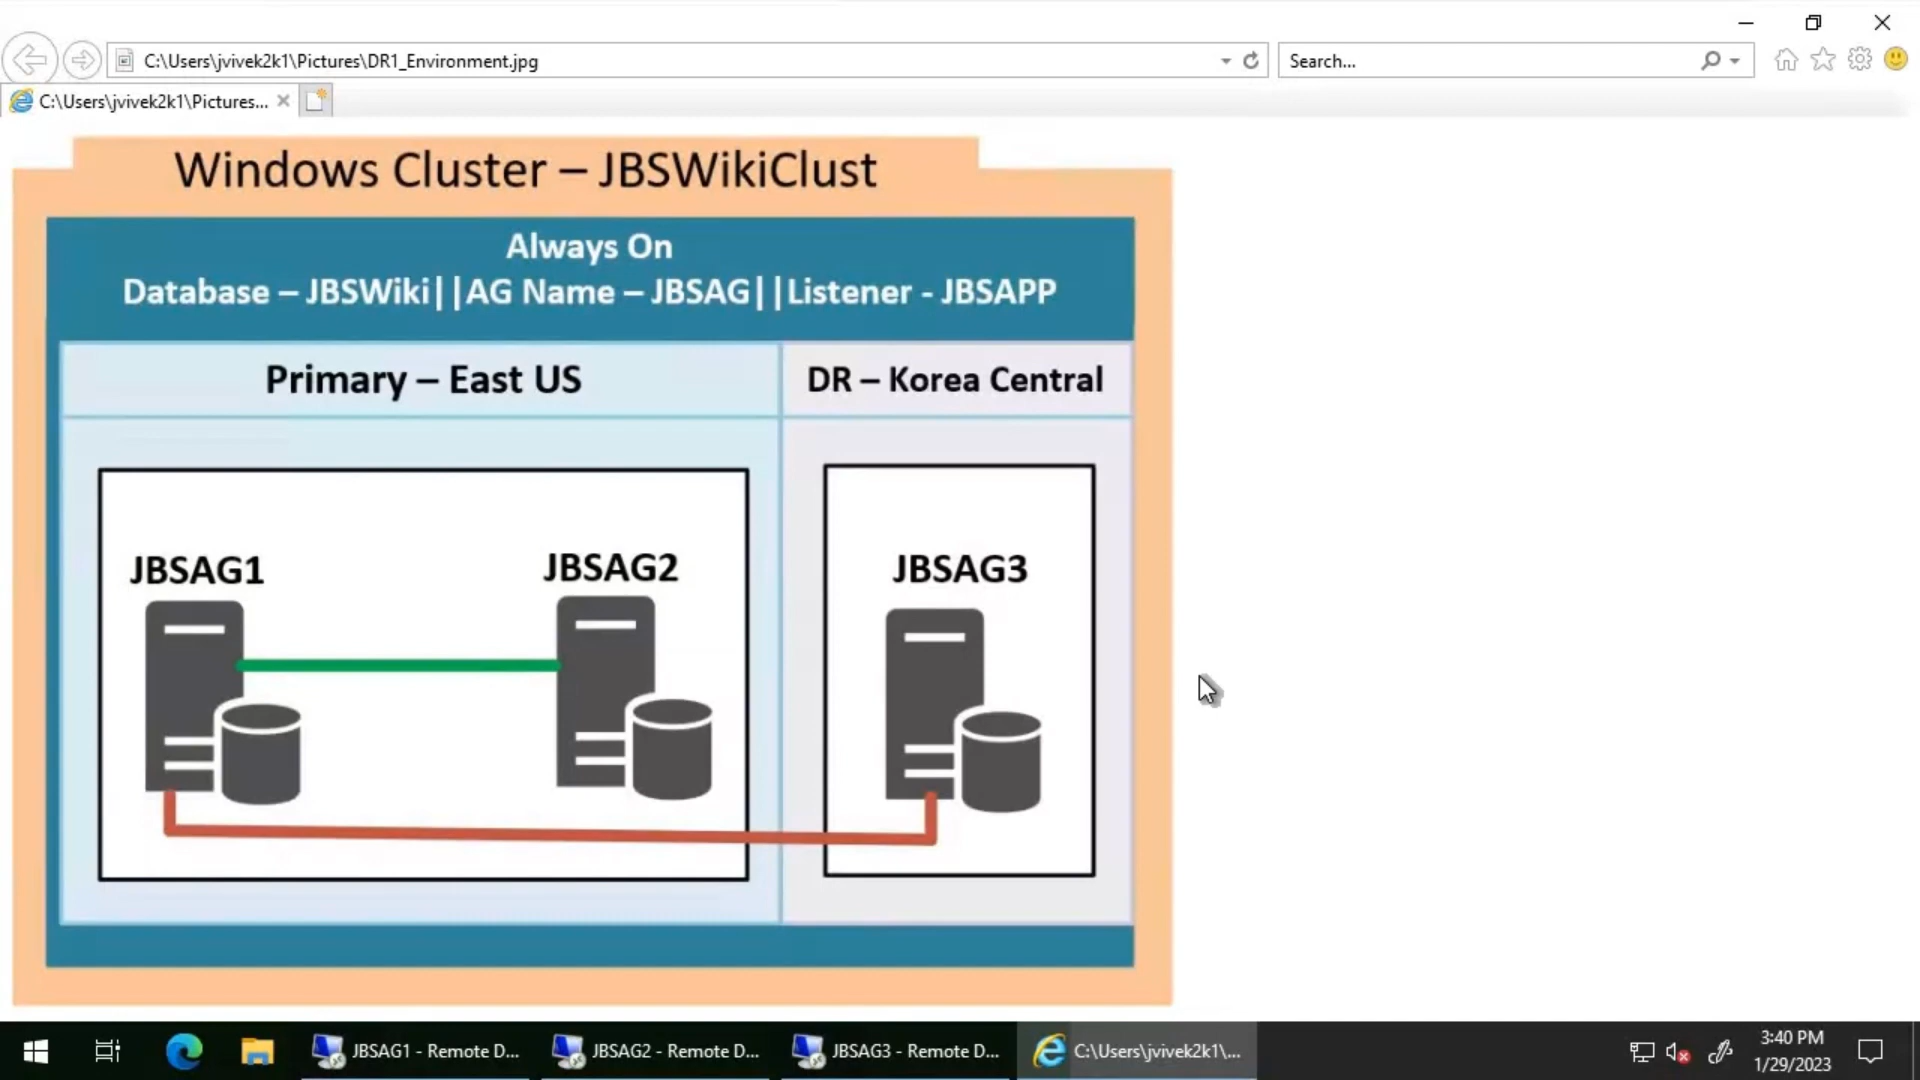 C:\Users\jvivek2k1\Pictures\DR1_Environment.jpg
Search...
C:\Users\jvivek2k1\Pictures...
Windows Cluster – JBSWikiClust
Always On
Database – JBSWiki||AG Name – JBSAG||Listener - JBSAPP
Primary – East US
DR – Korea Central
JBSAG1
JBSAG2
JBSAG3
JBSAG1 - Remote D...
JBSAG2 - Remote D...
JBSAG3 - Remote D...
C:\Users\jvivek2k1\...
3:40 PM
1/29/2023